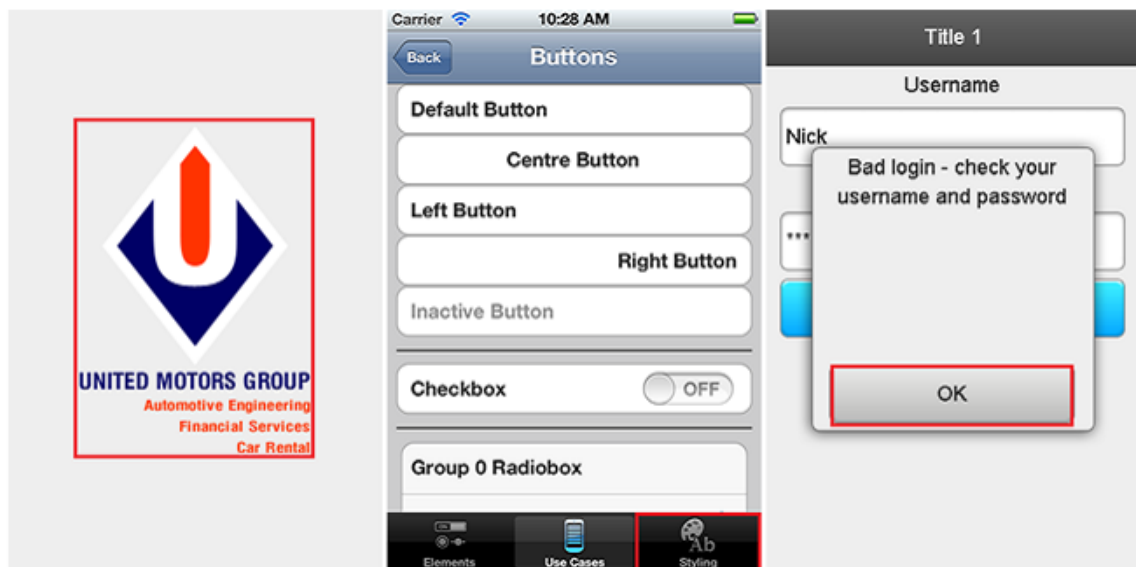 U
UNITED MOTORS GROUP
Automotive Engineering
Financial Services
Car Rental
Carrier 10:28 AM
Back Buttons
Default Button
Centre Button
Left Button
Right Button
Inactive Button
Checkbox OFF
Group 0 Radiobox
ON
Ab
Elements Use Cases Styling
Title 1
Username
Nick
Bad login - check your
username and password
***
OK